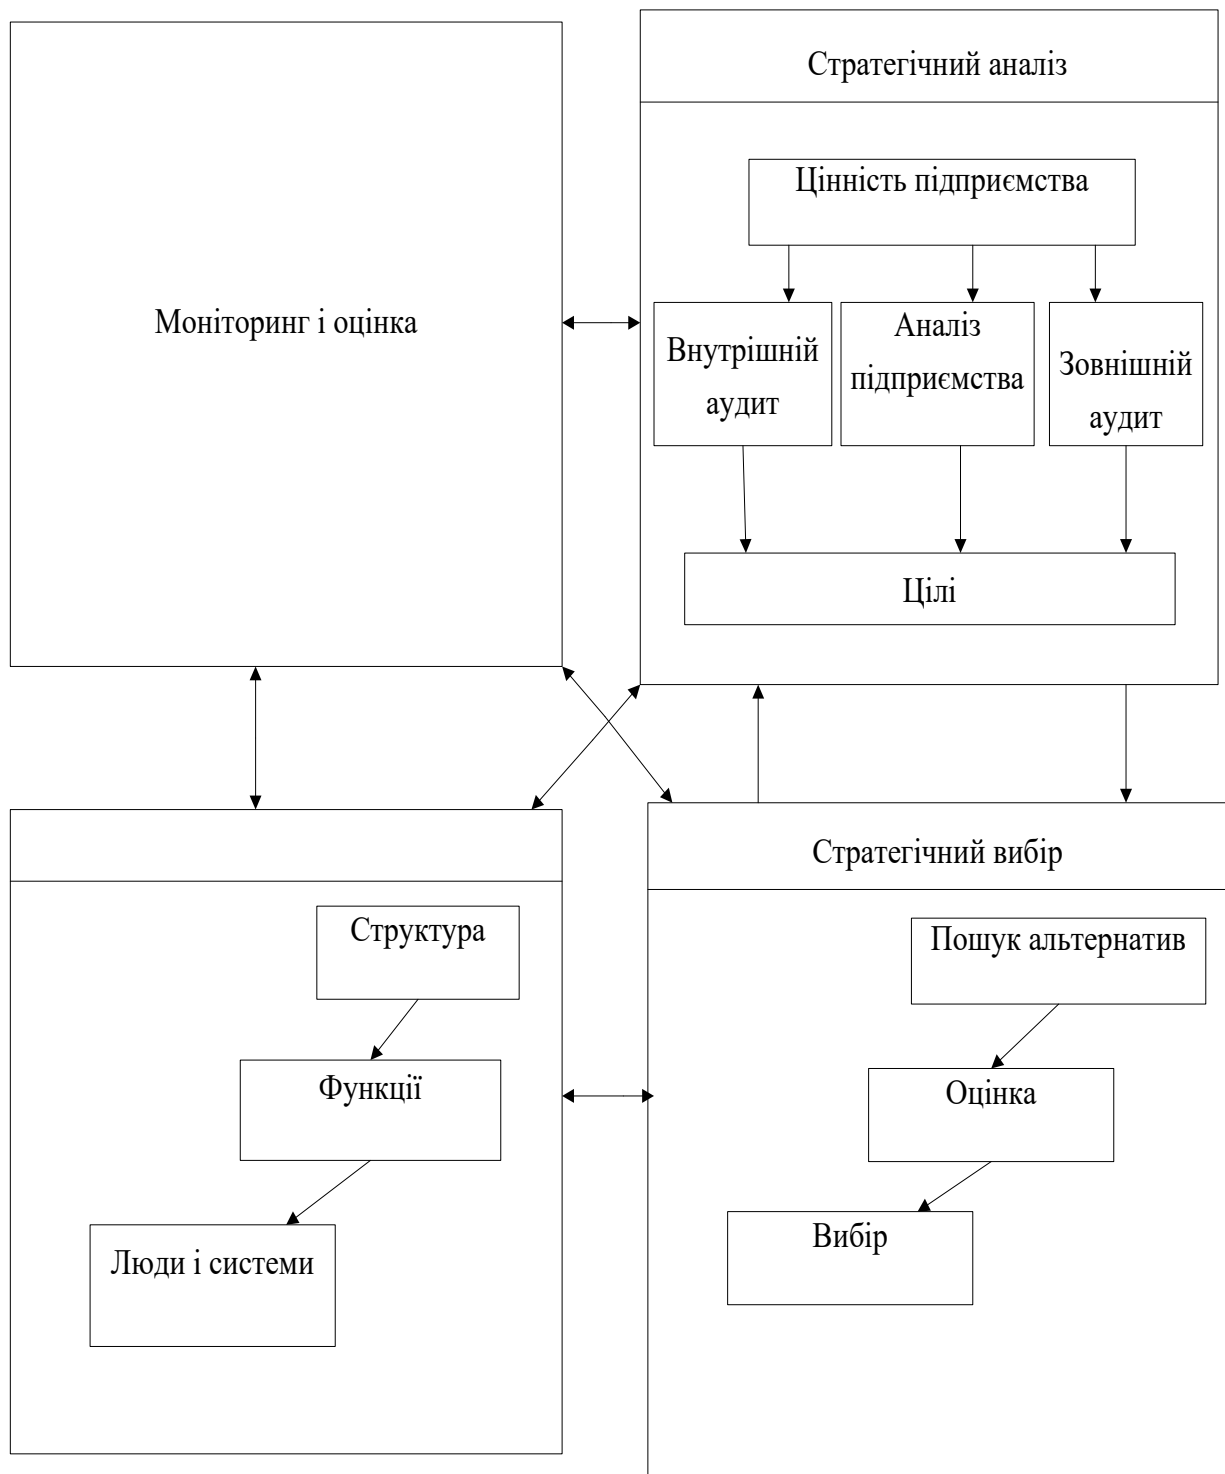 Стратегічний аналіз
Цінність підприємства
Моніторинг і оцінка
Внутрішній
аудит
Аналіз
підприємства
Зовнішній
аудит
Цілі
Стратегічний вибір
Структура
Функції
Люди і системи
Пошук альтернатив
Оцінка
Вибір